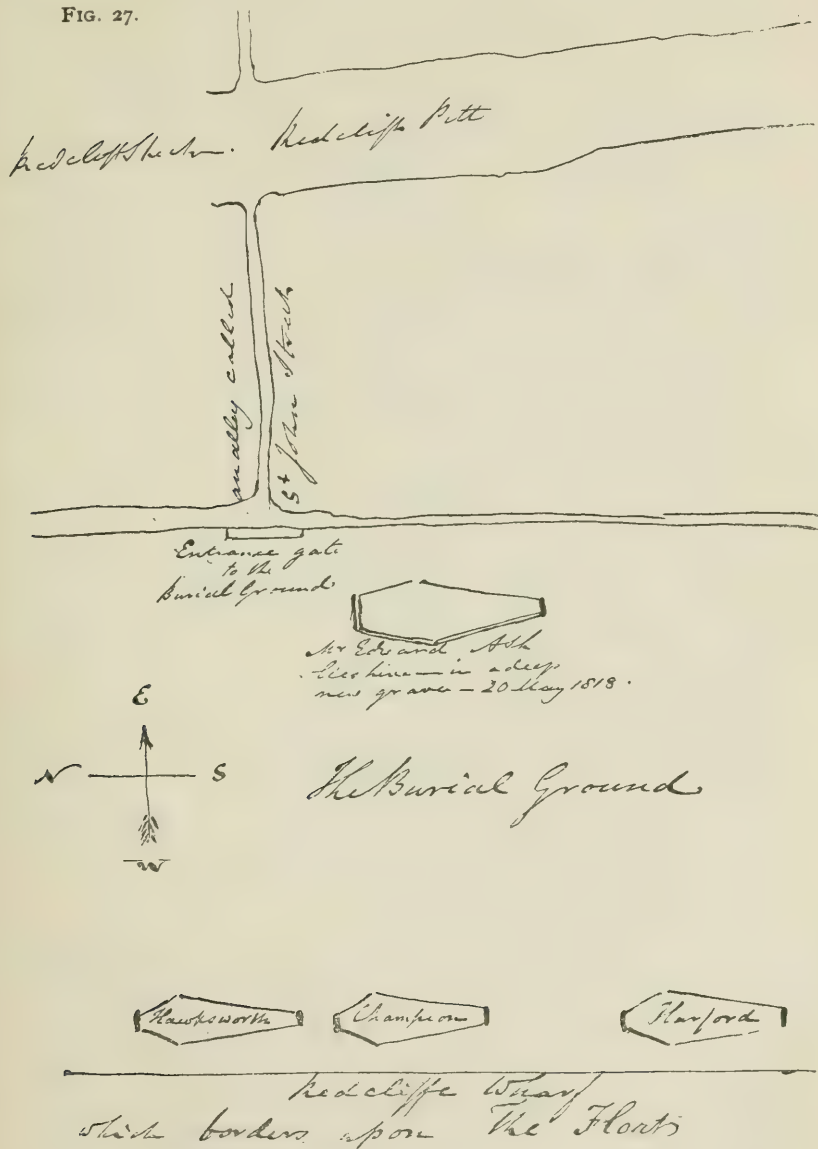 FIG. 27.
Redcliff Street. Redcliffe Pitt
an alley called
St John Street
Entrance gate
to the
Burial Ground
Mr Edward Ash
lies here — in a deep
new grave — 20 May 1818.
E
N S
W
The Burial Ground
Hawksworth Champion Harford
Redcliffe Wharf
which borders upon The Floats